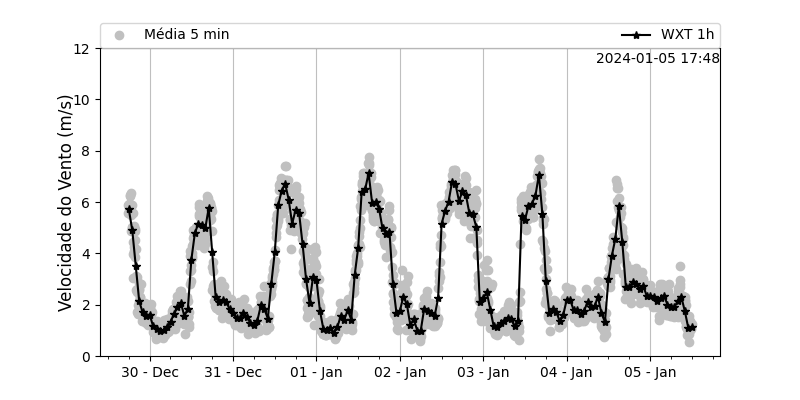 Média 5 min WXT 1h
2024-01-05 17:48
Velocidade do Vento (m/s)
12
10
8
6
4
2
0
30 - Dec 31 - Dec 01 - Jan 02 - Jan 03 - Jan 04 - Jan 05 - Jan